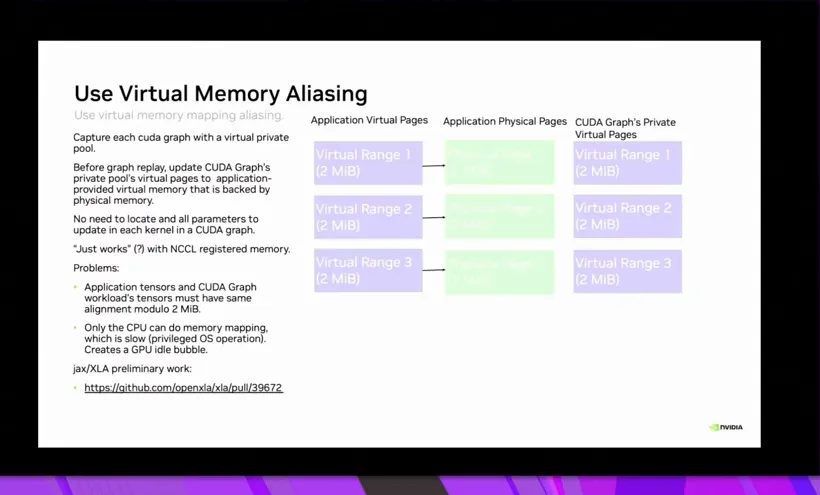 Use Virtual Memory Aliasing
Use virtual memory mapping aliasing.
Capture each cuda graph with a virtual private
pool.
Before graph replay, update CUDA Graph's
private pool's virtual pages to application-
provided virtual memory that is backed by
physical memory.
No need to locate and all parameters to
update in each kernel in a CUDA graph.
"Just works" (?) with NCCL registered memory.
Problems:
• Application tensors and CUDA Graph
workload's tensors must have same
alignment modulo 2 MiB.
• Only the CPU can do memory mapping,
which is slow (privileged OS operation).
Creates a GPU idle bubble.
jax/XLA preliminary work:
• https://github.com/openxla/xla/pull/39672
Application Virtual Pages
Virtual Range 1
(2 MiB)
Virtual Range 2
(2 MiB)
Virtual Range 3
(2 MiB)
Application Physical Pages
CUDA Graph's Private
Virtual Pages
Virtual Range 1
(2 MiB)
Virtual Range 2
(2 MiB)
Virtual Range 3
(2 MiB)
NVIDIA